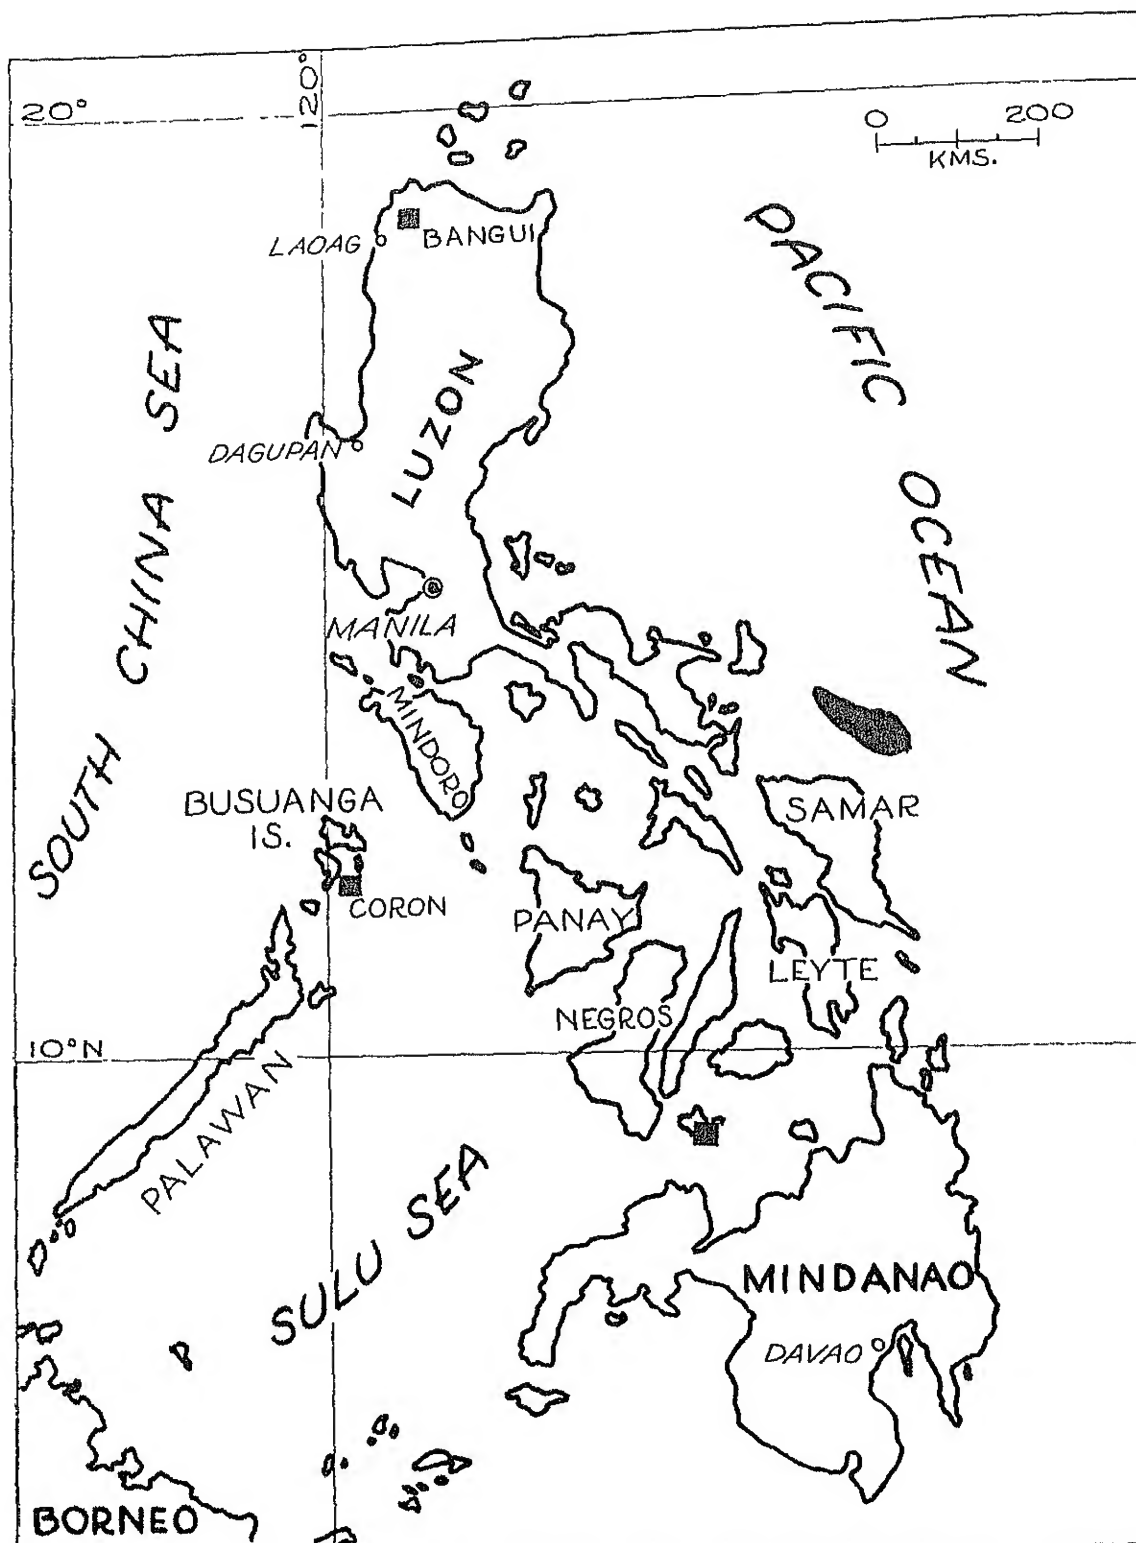 20°
120°
0 200
KMS.
LAOAG
BANGUI
PACIFIC OCEAN
SOUTH CHINA SEA
LUZON
DAGUPAN
MANILA
MINDORO
BUSUANGA
IS.
SAMAR
CORON
PANAY
LEYTE
NEGROS
10°N
PALAWAN
SULU SEA
MINDANAO
DAVAO
BORNEO